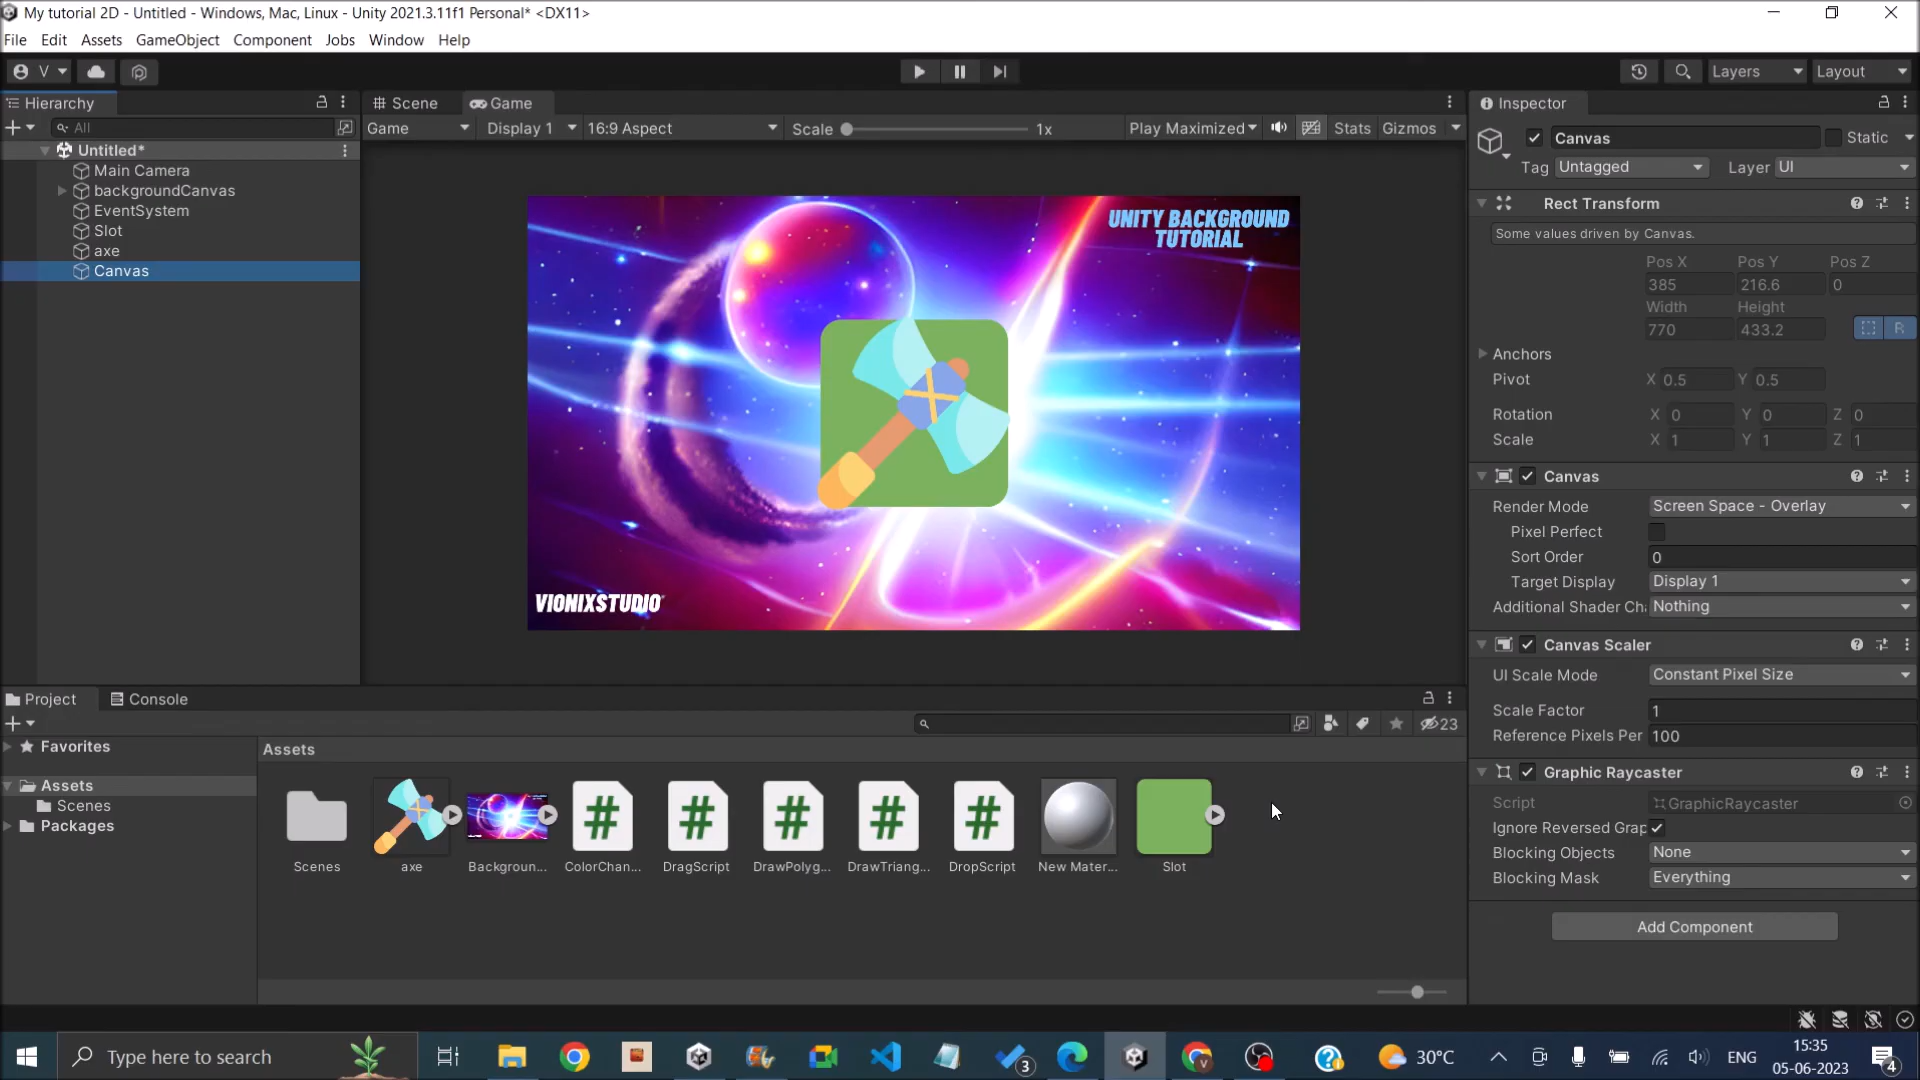 My tutorial 2D - Untitled - Windows, Mac, Linux - Unity 2021.3.11f1 Personal* <DX11>
File Edit Assets GameObject Component Jobs Window Help
V Layers Layout
Hierarchy
All
Untitled*
Main Camera
backgroundCanvas
EventSystem
Slot
axe
Canvas
Scene Game
Game Display 1 16:9 Aspect Scale 1x Play Maximized Stats Gizmos
UNITY BACKGROUND
TUTORIAL
VIONIXSTUDIO
Inspector
Canvas Static
Tag Untagged Layer UI
Rect Transform
Some values driven by Canvas.
Pos X Pos Y Pos Z
385 216.6 0
Width Height
770 433.2 R
Anchors
Pivot X 0.5 Y 0.5
Rotation X 0 Y 0 Z 0
Scale X 1 Y 1 Z 1
Canvas
Render Mode Screen Space - Overlay
Pixel Perfect
Sort Order 0
Target Display Display 1
Additional Shader Ch Nothing
Canvas Scaler
UI Scale Mode Constant Pixel Size
Scale Factor 1
Reference Pixels Per 100
Graphic Raycaster
Script GraphicRaycaster
Ignore Reversed Grap
Blocking Objects None
Blocking Mask Everything
Add Component
Project Console
23
Favorites
Assets
Scenes
Packages
Assets
Scenes axe Backgroun... ColorChan... DragScript DrawPolyg... DrawTriang... DropScript New Mater... Slot
Type here to search 3 V 30°C ENG 15:35
05-06-2023 4